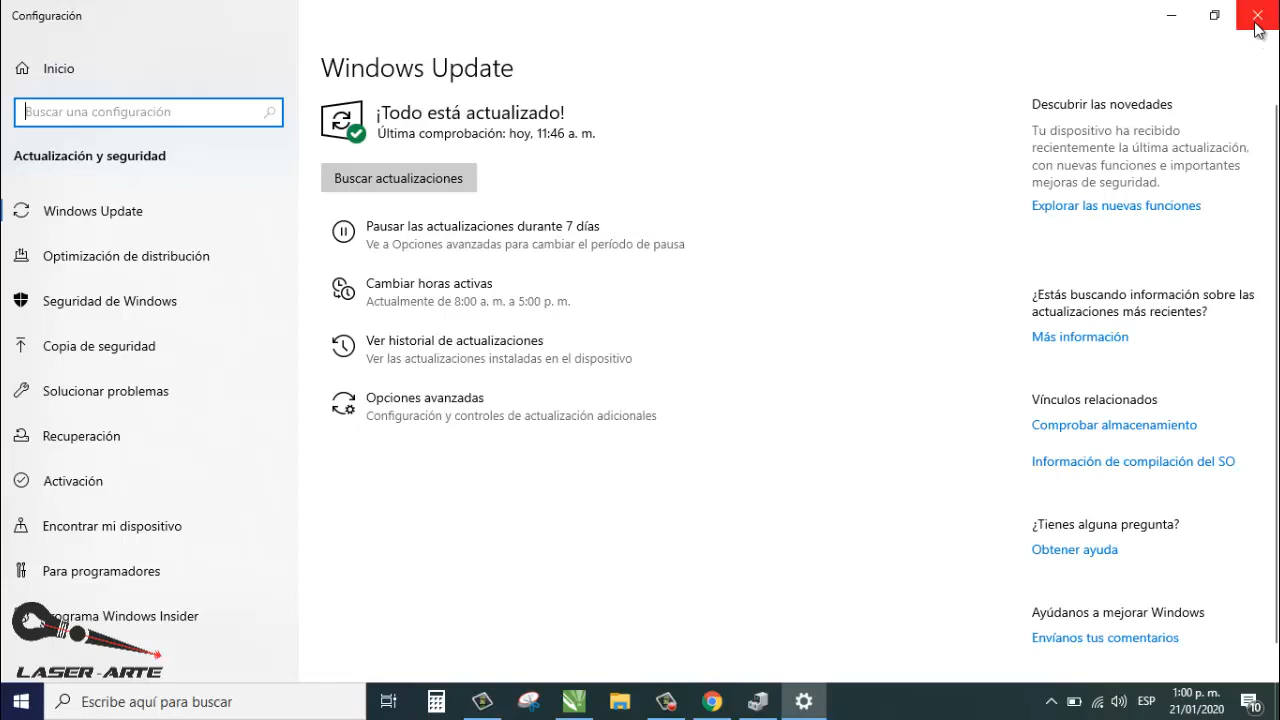 Configuración
Inicio
Buscar una configuración
Actualización y seguridad
Windows Update
Optimización de distribución
Seguridad de Windows
Copia de seguridad
Solucionar problemas
Recuperación
Activación
Encontrar mi dispositivo
Para programadores
rograma Windows Insider
LASER-ARTE
Windows Update
¡Todo está actualizado!
Última comprobación: hoy, 11:46 a. m.
Buscar actualizaciones
Pausar las actualizaciones durante 7 días
Ve a Opciones avanzadas para cambiar el período de pausa
Cambiar horas activas
Actualmente de 8:00 a. m. a 5:00 p. m.
Ver historial de actualizaciones
Ver las actualizaciones instaladas en el dispositivo
Opciones avanzadas
Configuración y controles de actualización adicionales
Descubrir las novedades
Tu dispositivo ha recibido
recientemente la última actualización,
con nuevas funciones e importantes
mejoras de seguridad.
Explorar las nuevas funciones
¿Estás buscando información sobre las
actualizaciones más recientes?
Más información
Vínculos relacionados
Comprobar almacenamiento
Información de compilación del SO
¿Tienes alguna pregunta?
Obtener ayuda
Ayúdanos a mejorar Windows
Envíanos tus comentarios
Escribe aquí para buscar
ESP
1:00 p. m.
21/01/2020
10